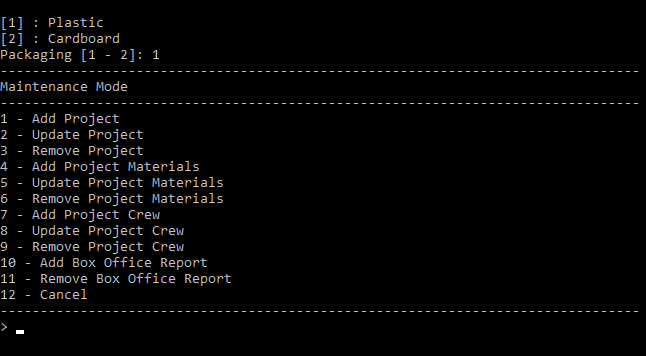 [1] : Plastic
[2] : Cardboard
Packaging [1 - 2]: 1
--------------------------------------------------------------------------------
Maintenance Mode
--------------------------------------------------------------------------------
1 - Add Project
2 - Update Project
3 - Remove Project
4 - Add Project Materials
5 - Update Project Materials
6 - Remove Project Materials
7 - Add Project Crew
8 - Update Project Crew
9 - Remove Project Crew
10 - Add Box Office Report
11 - Remove Box Office Report
12 - Cancel
--------------------------------------------------------------------------------
> _